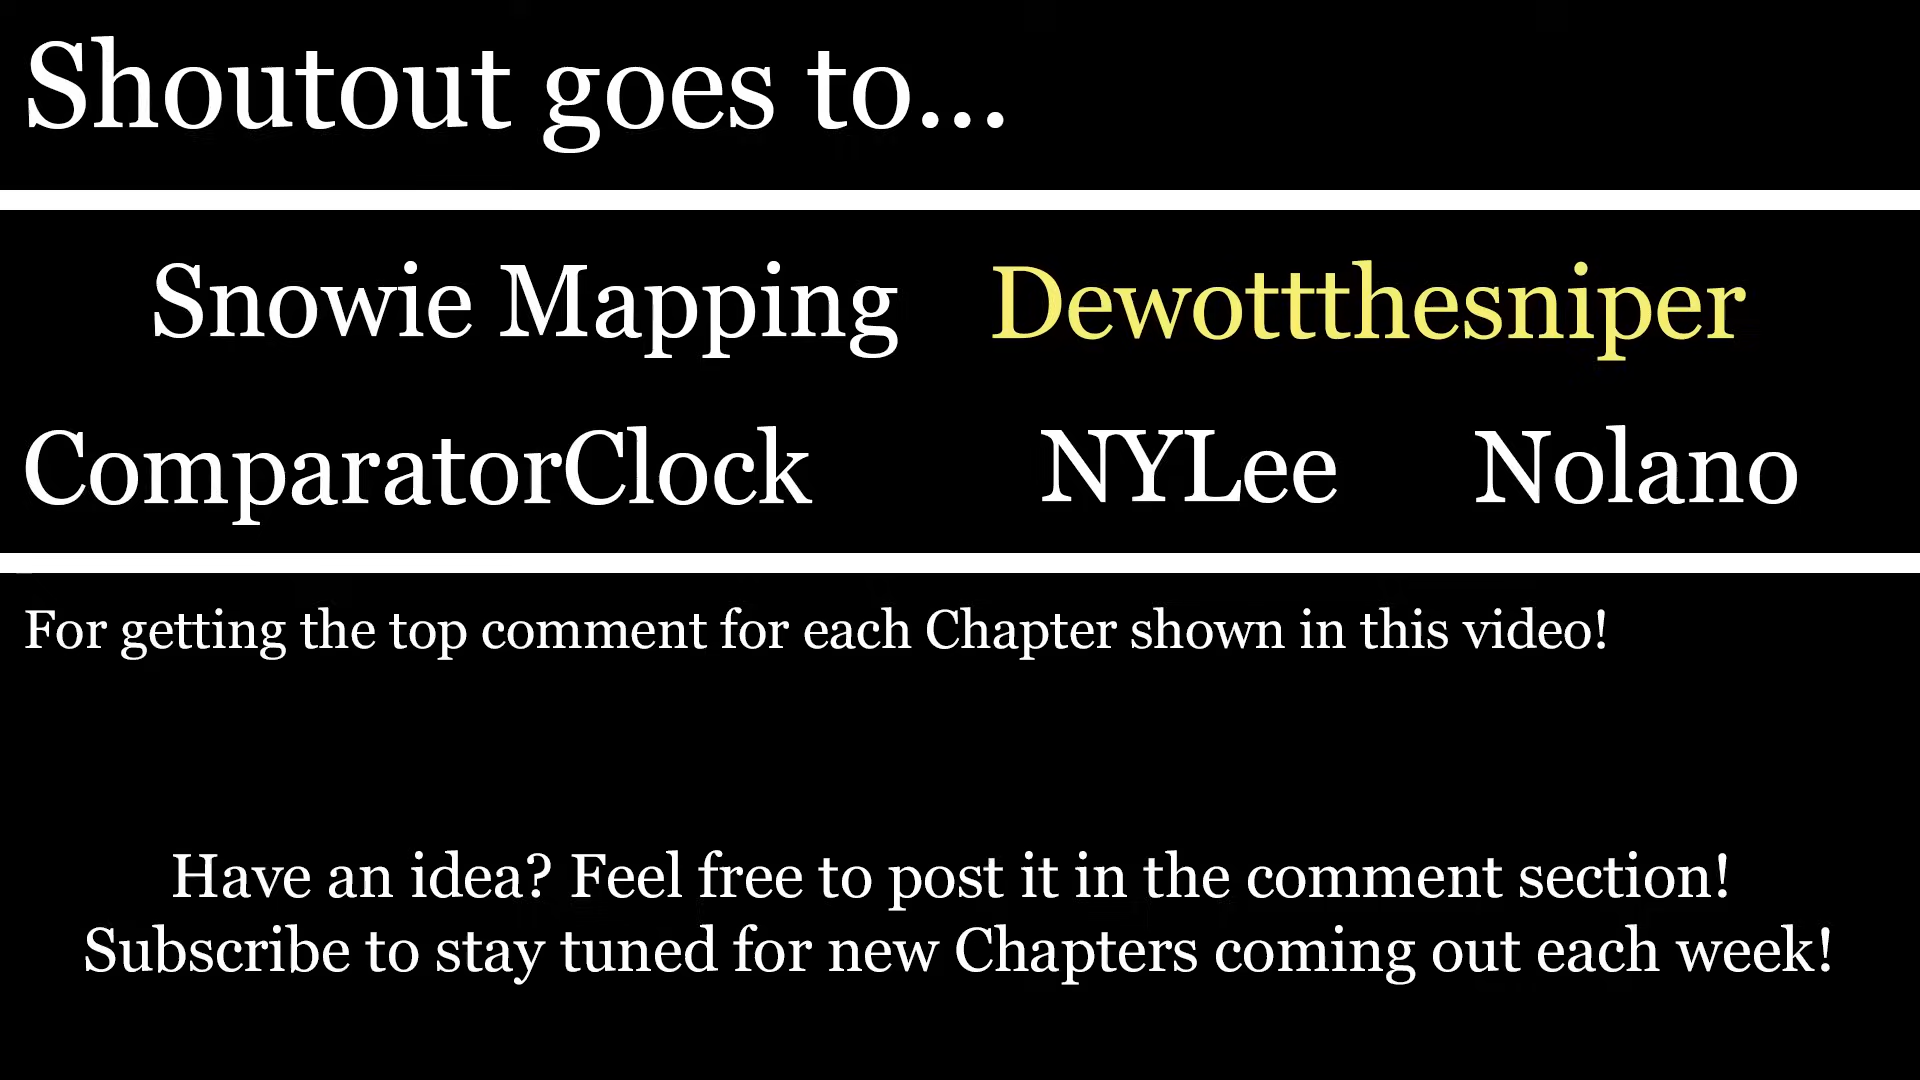 Shoutout goes to...
Snowie Mapping Dewottthesniper
ComparatorClock NYLee Nolano
For getting the top comment for each Chapter shown in this video!
Have an idea? Feel free to post it in the comment section!
Subscribe to stay tuned for new Chapters coming out each week!